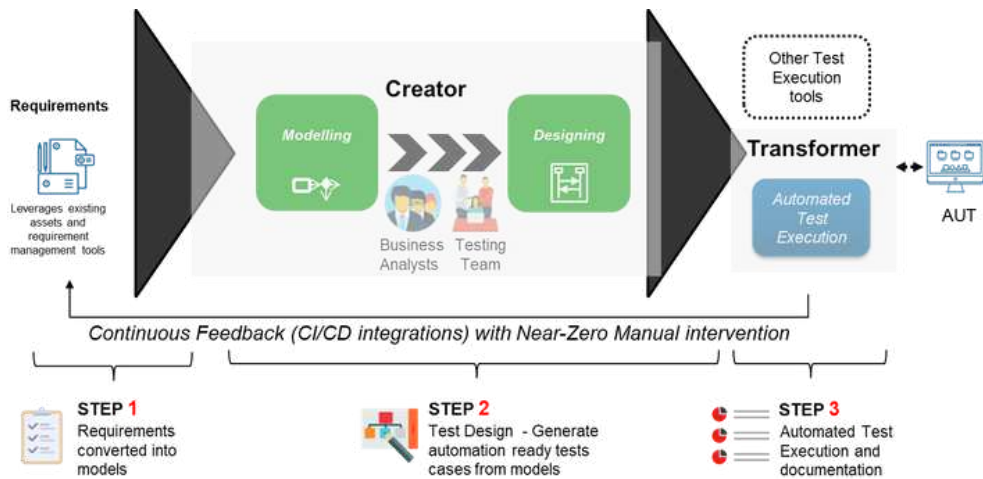 Requirements
Leverages existing
assets and
requirement
management tools
Creator
Modelling
Designing
Business
Analysts
Testing
Team
Other Test
Execution
tools
Transformer
Automated
Test
Execution
AUT
Continuous Feedback (CI/CD integrations) with Near-Zero Manual intervention
STEP 1
Requirements
converted into
models
STEP 2
Test Design - Generate
automation ready tests
cases from models
STEP 3
Automated Test
Execution and
documentation